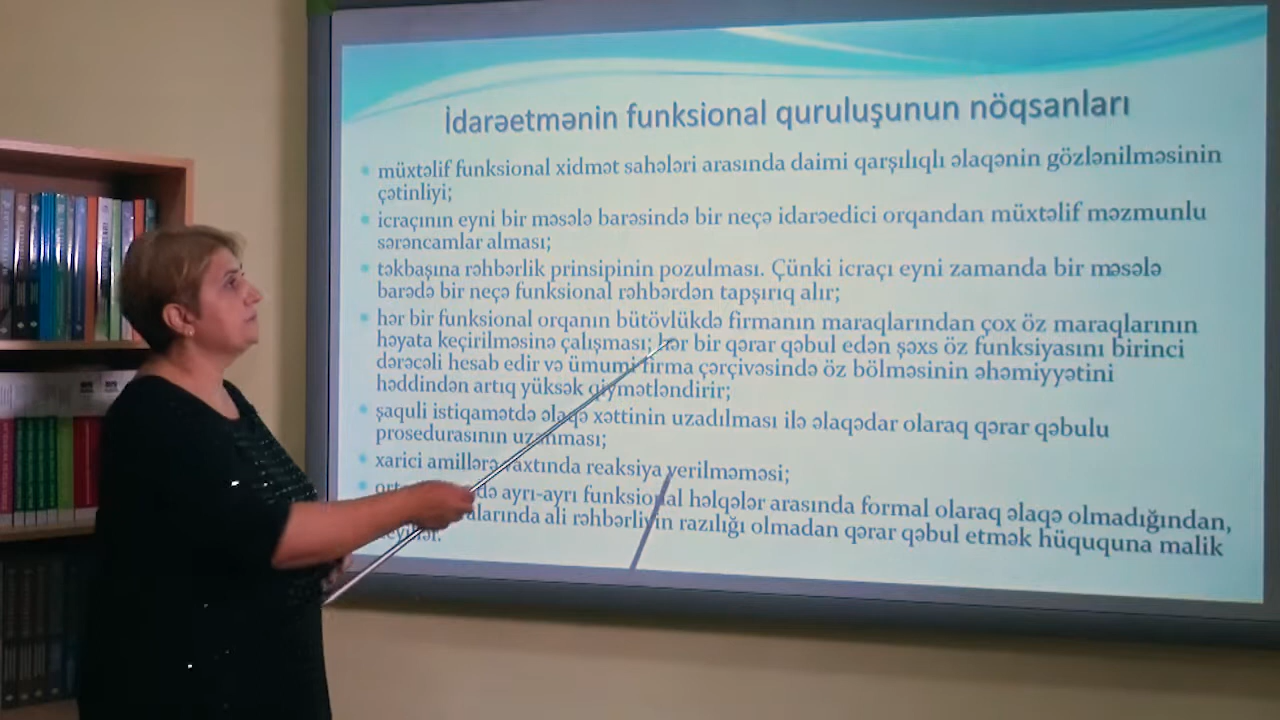 İdarəetmənin funksional quruluşunun nöqsanları
müxtəlif funksional xidmət sahələri arasında daimi qarşılıqlı əlaqənin gözlənilməsinin
çətinliyi;
icraçının eyni bir məsələ barəsində bir neçə idarəedici orqandan müxtəlif məzmunlu
sərəncamlar alması;
təkbaşına rəhbərlik prinsipinin pozulması. Çünki icraçı eyni zamanda bir məsələ
barədə bir neçə funksional rəhbərdən tapşırıq alır;
hər bir funksional orqanın bütövlükdə firmanın maraqlarından çox öz maraqlarının
həyata keçirilməsinə çalışması; hər bir qərar qəbul edən şəxs öz funksiyasını birinci
dərəcəli hesab edir və ümumi firma çərçivəsində öz bölməsinin əhəmiyyətini
həddindən artıq yüksək qiymətləndirir;
şaquli istiqamətdə əlaqə xəttinin uzadılması ilə əlaqədar olaraq qərar qəbulu
prosedurasının uzanması;
xarici amillərə vaxtında reaksiya verilməməsi;
ayrı-ayrı funksional həlqələr arasında formal olaraq əlaqə olmadığından,
ali rəhbərliyin razılığı olmadan qərar qəbul etmək hüququna malik